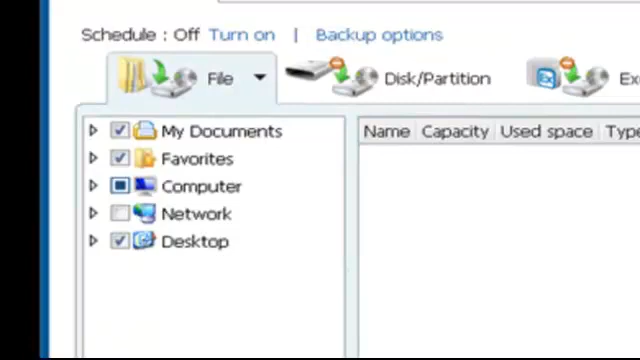 Schedule : Off Turn on | Backup options
File Disk/Partition
My Documents
Favorites
Computer
Network
Desktop
Name Capacity Used space